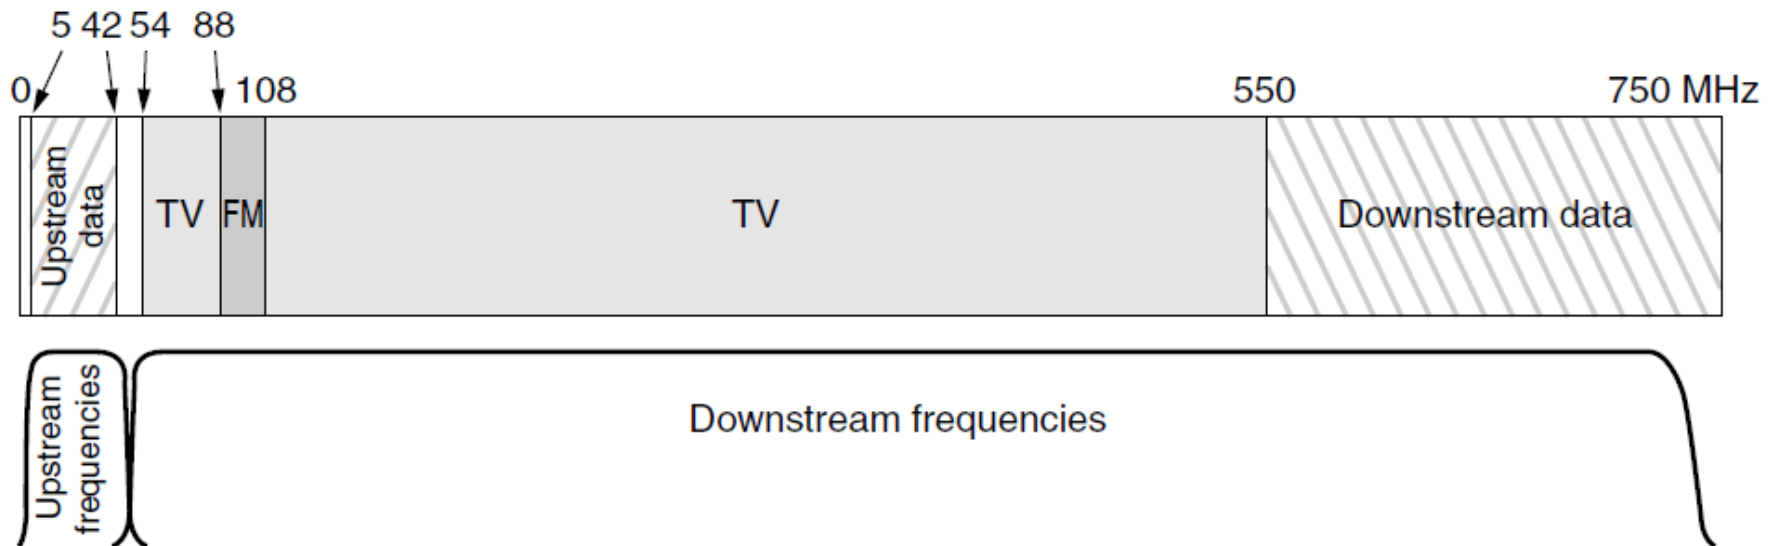 5 42 54 88
0 108 550 750 MHz
Upstream
data
TV
FM
TV
Downstream data
Upstream
frequencies
Downstream frequencies